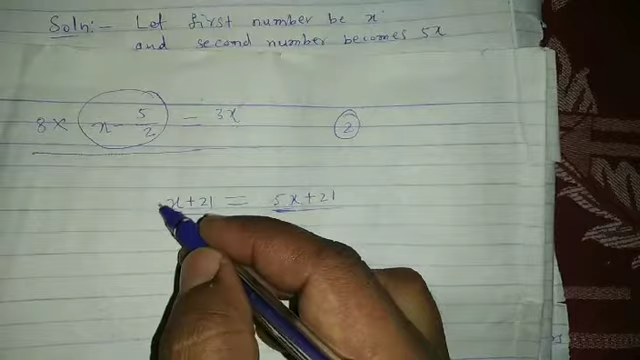 Soln:- Let first number be x
and second number becomes 5x
8x x - 5/2 = 3x 2
x+21 = 5x+21